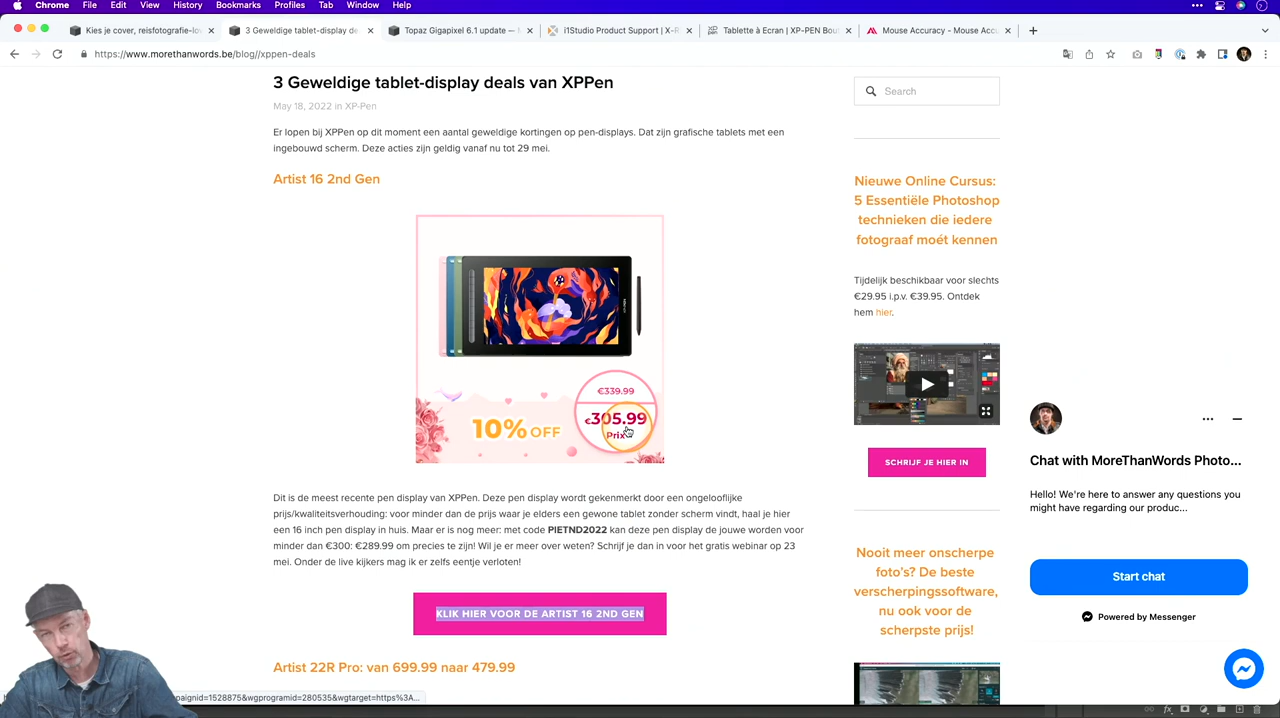 Chrome File Edit View History Bookmarks Profiles Tab Window Help
Kies je cover, reisfotografie-lov
3 Geweldige tablet-display de
Topaz Gigapixel 6.1 update — M
i1Studio Product Support | X-R
Tablette à Ecran | XP-PEN Bou
Mouse Accuracy - Mouse Accu
https://www.morethanwords.be/blog//xppen-deals
3 Geweldige tablet-display deals van XPPen
May 18, 2022 in XP-Pen
Er lopen bij XPPen op dit moment een aantal geweldige kortingen op pen-displays. Dat zijn grafische tablets met een
ingebouwd scherm. Deze acties zijn geldig vanaf nu tot 29 mei.
Artist 16 2nd Gen
€339.99
€305.99
Prix
10% OFF
Dit is de meest recente pen display van XPPen. Deze pen display wordt gekenmerkt door een ongelooflijke
prijs/kwaliteitsverhouding: voor minder dan de prijs waar je elders een gewone tablet zonder scherm vindt, haal je hier
een 16 inch pen display in huis. Maar er is nog meer: met code PIETND2022 kan deze pen display de jouwe worden voor
minder dan €300: €289.99 om precies te zijn! Wil je er meer over weten? Schrijf je dan in voor het gratis webinar op 23
mei. Onder de live kijkers mag ik er zelfs eentje verloten!
KLIK HIER VOOR DE ARTIST 16 2ND GEN
Artist 22R Pro: van 699.99 naar 479.99
paignid=1528875&wgprogramid=280535&wgtarget=https%3A...
Search
Nieuwe Online Cursus:
5 Essentiële Photoshop
technieken die iedere
fotograaf moét kennen
Tijdelijk beschikbaar voor slechts
€29.95 i.p.v. €39.95. Ontdek
hem hier.
SCHRIJF JE HIER IN
Nooit meer onscherpe
foto's? De beste
verscherpingssoftware,
nu ook voor de
scherpste prijs!
Chat with MoreThanWords Photo...
Hello! We're here to answer any questions you
might have regarding our produc...
Start chat
Powered by Messenger